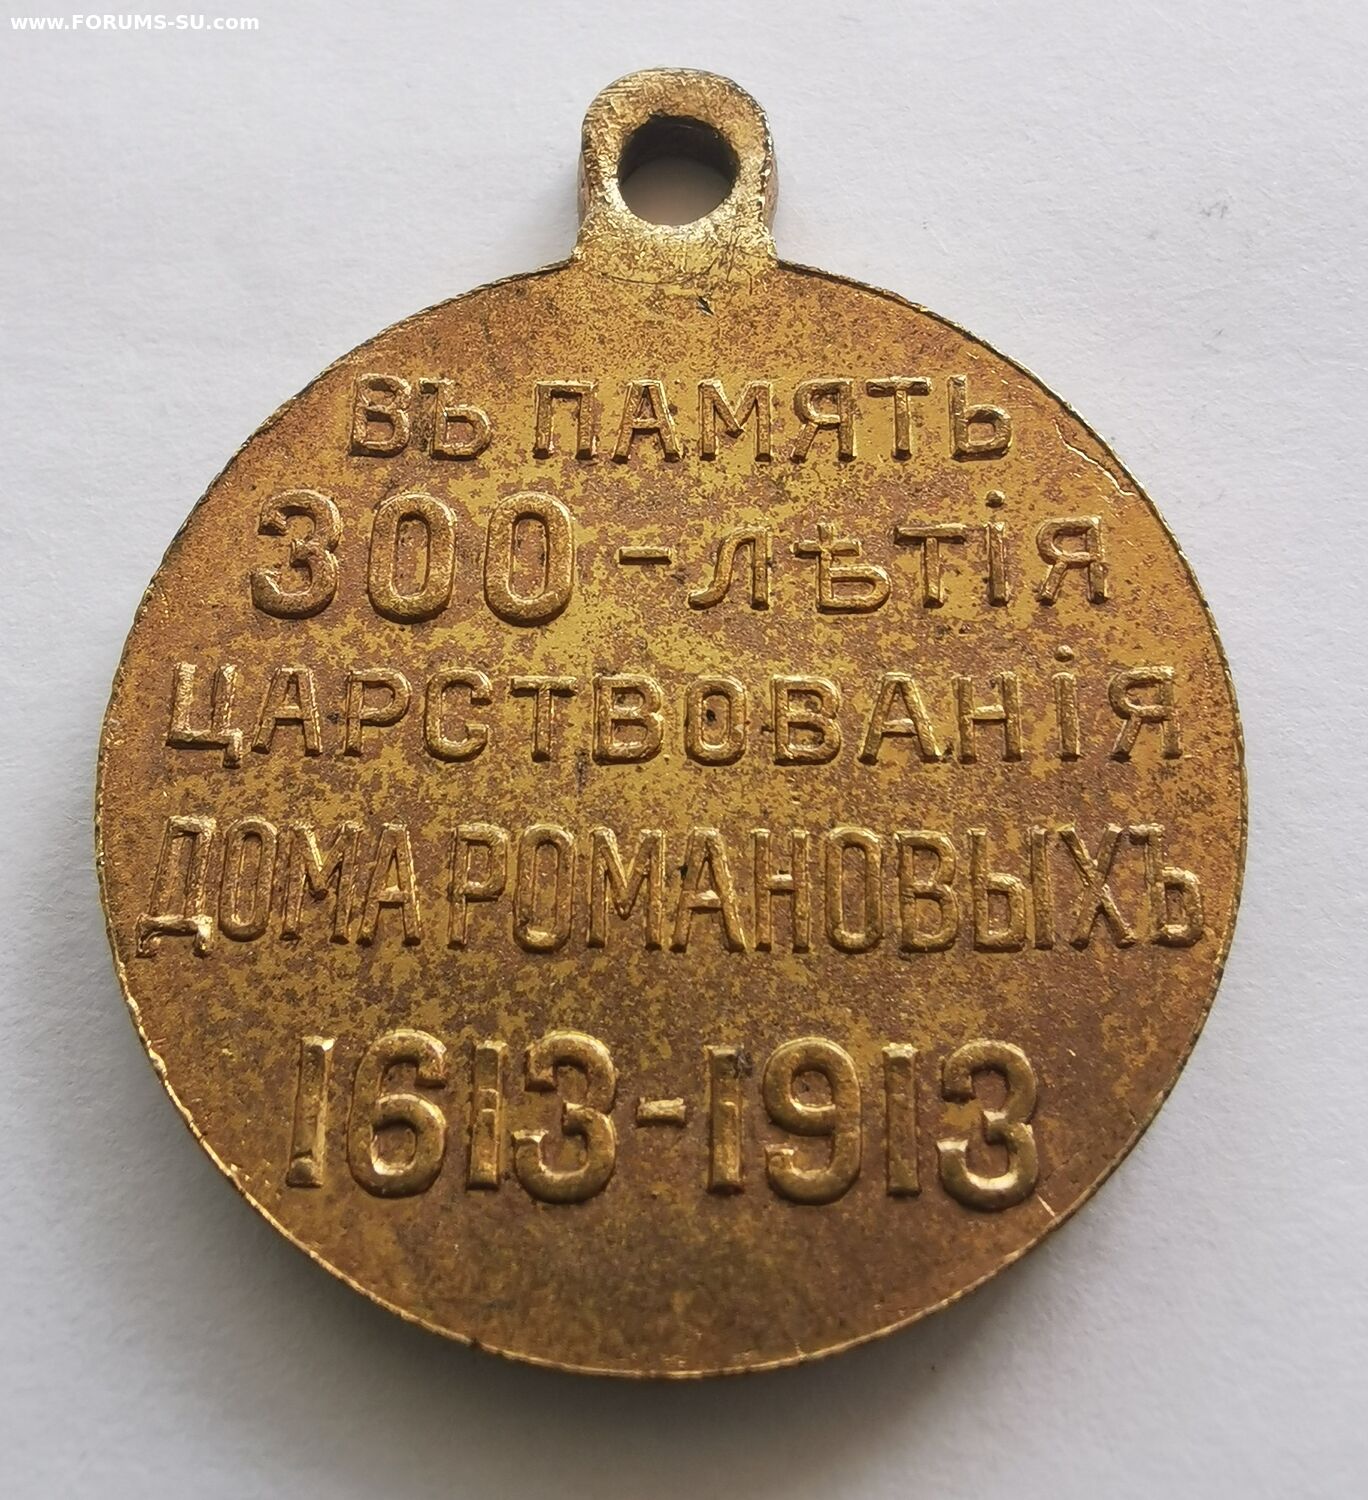 www.FORUMS-SU.com
ВЪ ПАМЯТЬ
300-ЛѢТІЯ
ЦАРСТВОВАНІЯ
ДОМА РОМАНОВЫХЪ
1613-1913